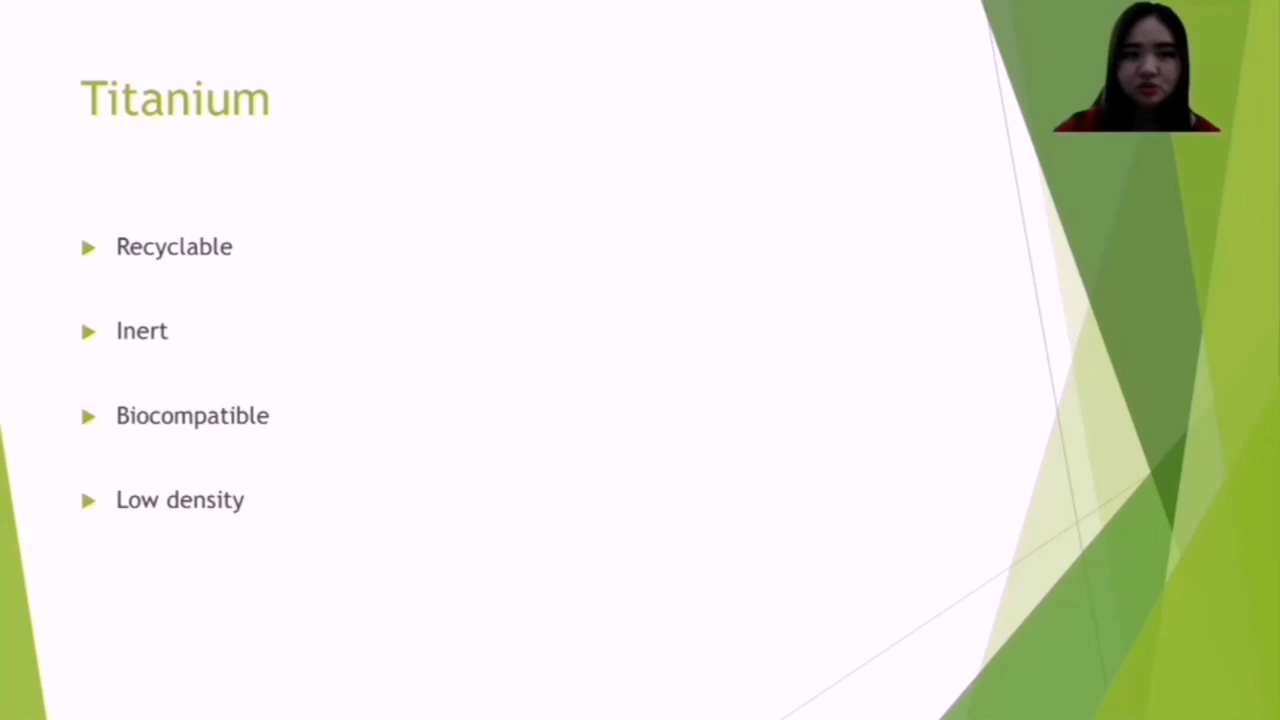 Titanium
Recyclable
Inert
Biocompatible
Low density